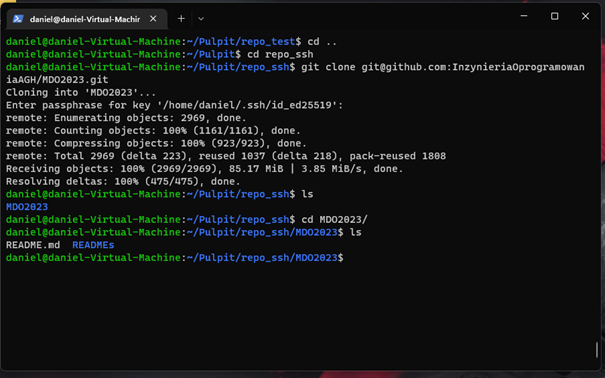 daniel@daniel-Virtual-Machir
daniel@daniel-Virtual-Machine:~/Pulpit/repo_test$ cd ..
daniel@daniel-Virtual-Machine:~/Pulpit$ cd repo_ssh
daniel@daniel-Virtual-Machine:~/Pulpit/repo_ssh$ git clone git@github.com:InzynieriaOprogramowan
iaAGH/MDO2023.git
Cloning into 'MDO2023'...
Enter passphrase for key '/home/daniel/.ssh/id_ed25519':
remote: Enumerating objects: 2969, done.
remote: Counting objects: 100% (1161/1161), done.
remote: Compressing objects: 100% (923/923), done.
remote: Total 2969 (delta 223), reused 1037 (delta 218), pack-reused 1808
Receiving objects: 100% (2969/2969), 85.17 MiB | 3.85 MiB/s, done.
Resolving deltas: 100% (475/475), done.
daniel@daniel-Virtual-Machine:~/Pulpit/repo_ssh$ ls
MDO2023
daniel@daniel-Virtual-Machine:~/Pulpit/repo_ssh$ cd MDO2023/
daniel@daniel-Virtual-Machine:~/Pulpit/repo_ssh/MDO2023$ ls
README.md  READMEs
daniel@daniel-Virtual-Machine:~/Pulpit/repo_ssh/MDO2023$